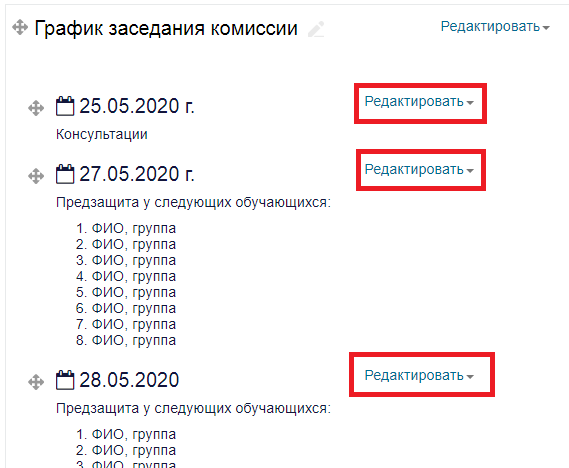 График заседания комиссии Редактировать
25.05.2020 г. Редактировать
Консультации
27.05.2020 г. Редактировать
Предзащита у следующих обучающихся:
1. ФИО, группа
2. ФИО, группа
3. ФИО, группа
4. ФИО, группа
5. ФИО, группа
6. ФИО, группа
7. ФИО, группа
8. ФИО, группа
28.05.2020 Редактировать
Предзащита у следующих обучающихся:
1. ФИО, группа
2. ФИО, группа
3. ФИО, группа